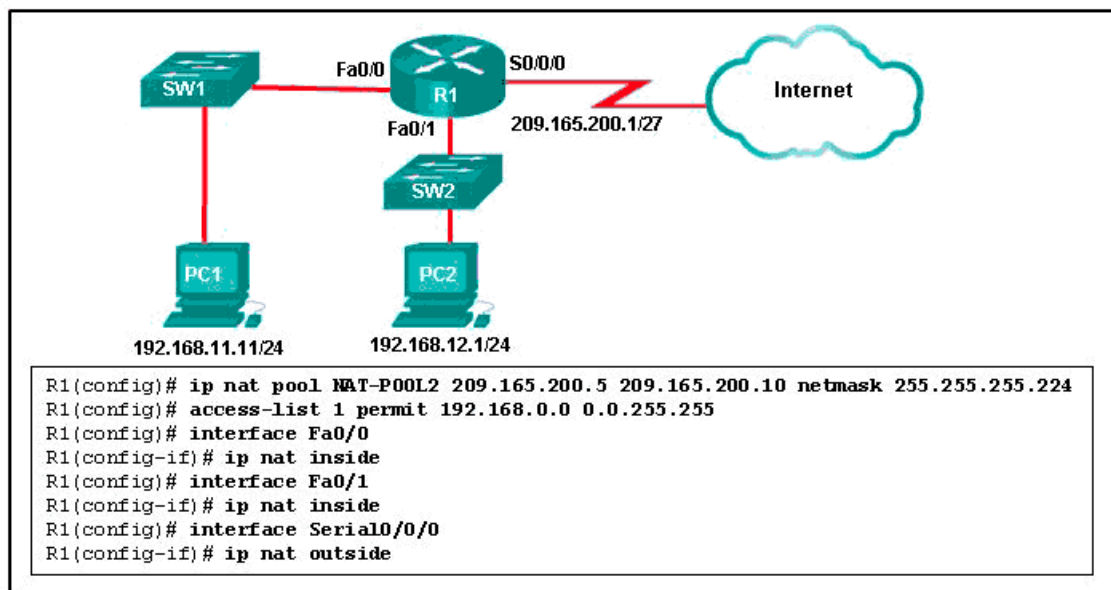 Fa0/0
S0/0/0
SW1
R1
Internet
Fa0/1
209.165.200.1/27
SW2
PC1
PC2
192.168.11.11/24
192.168.12.1/24
R1(config)# ip nat pool NAT-POOL2 209.165.200.5 209.165.200.10 netmask 255.255.255.224
R1(config)# access-list 1 permit 192.168.0.0 0.0.255.255
R1(config)# interface Fa0/0
R1(config-if)# ip nat inside
R1(config)# interface Fa0/1
R1(config-if)# ip nat inside
R1(config)# interface Serial0/0/0
R1(config-if)# ip nat outside